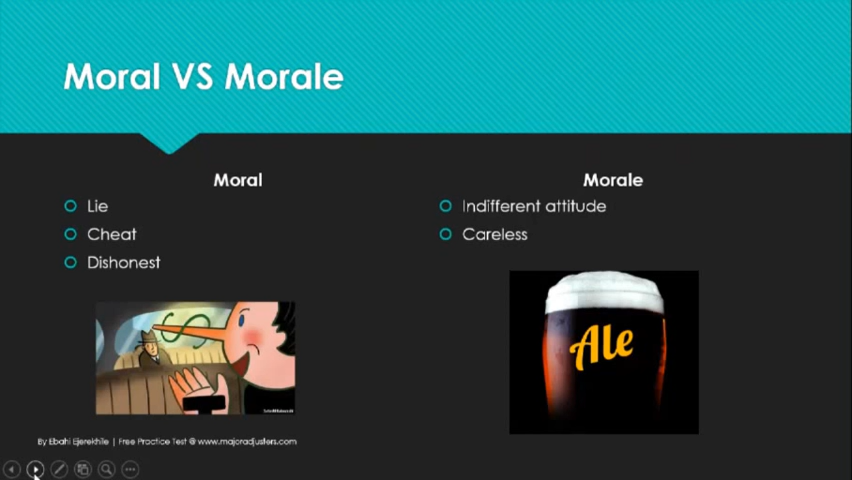 Moral VS Morale
Moral
Lie
Cheat
Dishonest
Morale
Indifferent attitude
Careless
$
Ale
By Ebahi Ejerekhile | Free Practice Test @ www.majoradjusters.com